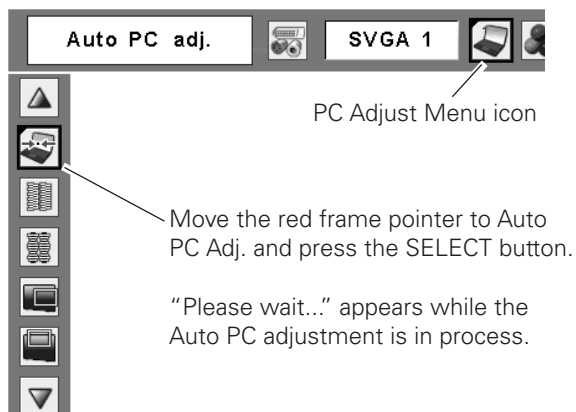 Auto PC adj.
SVGA 1
PC Adjust Menu icon
Move the red frame pointer to Auto
PC Adj. and press the SELECT button.
“Please wait...” appears while the
Auto PC adjustment is in process.